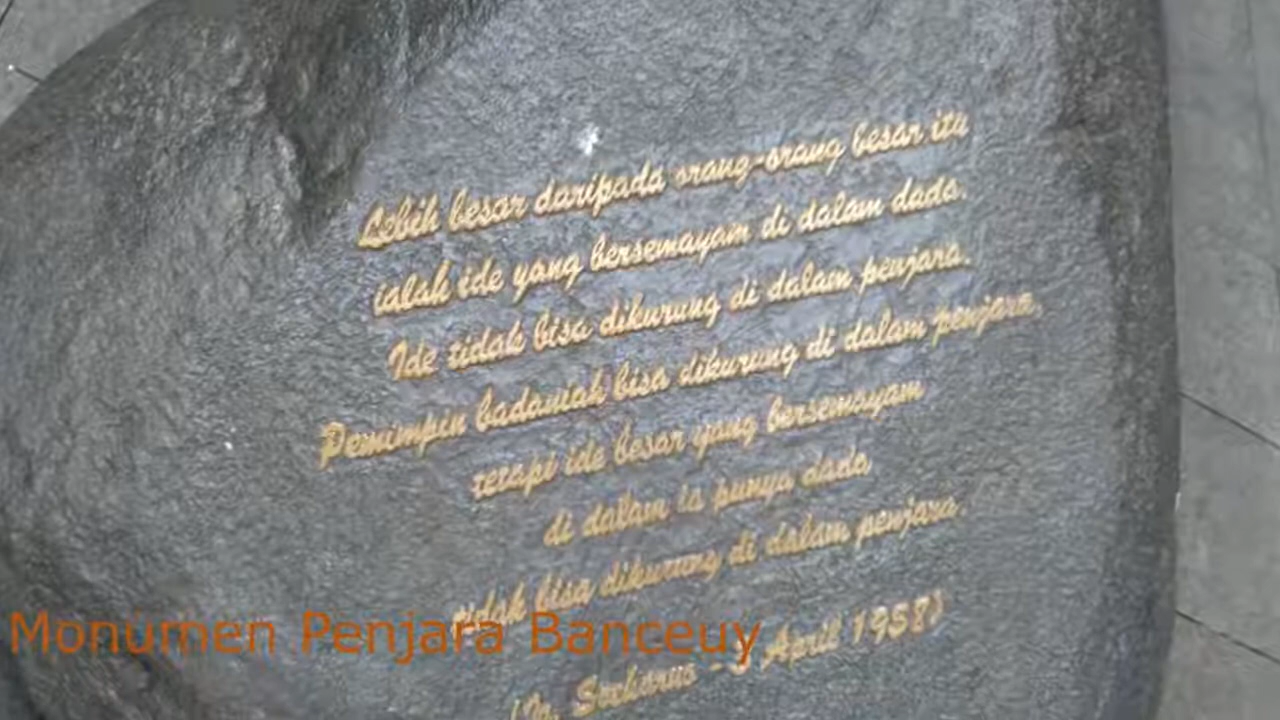 Lebih besar daripada orang-orang besar itu
ialah ide yang bersemayam di dalam dada.
Ide tidak bisa dikurung di dalam penjara.
Pemimpin badaniah bisa dikurung di dalam penjara,
tetapi ide besar yang bersemayam
di dalam ia punya dada
tidak bisa dikurung di dalam penjara.
(Ir. Soekarno - April 1958)
Monumen Penjara Banceuy